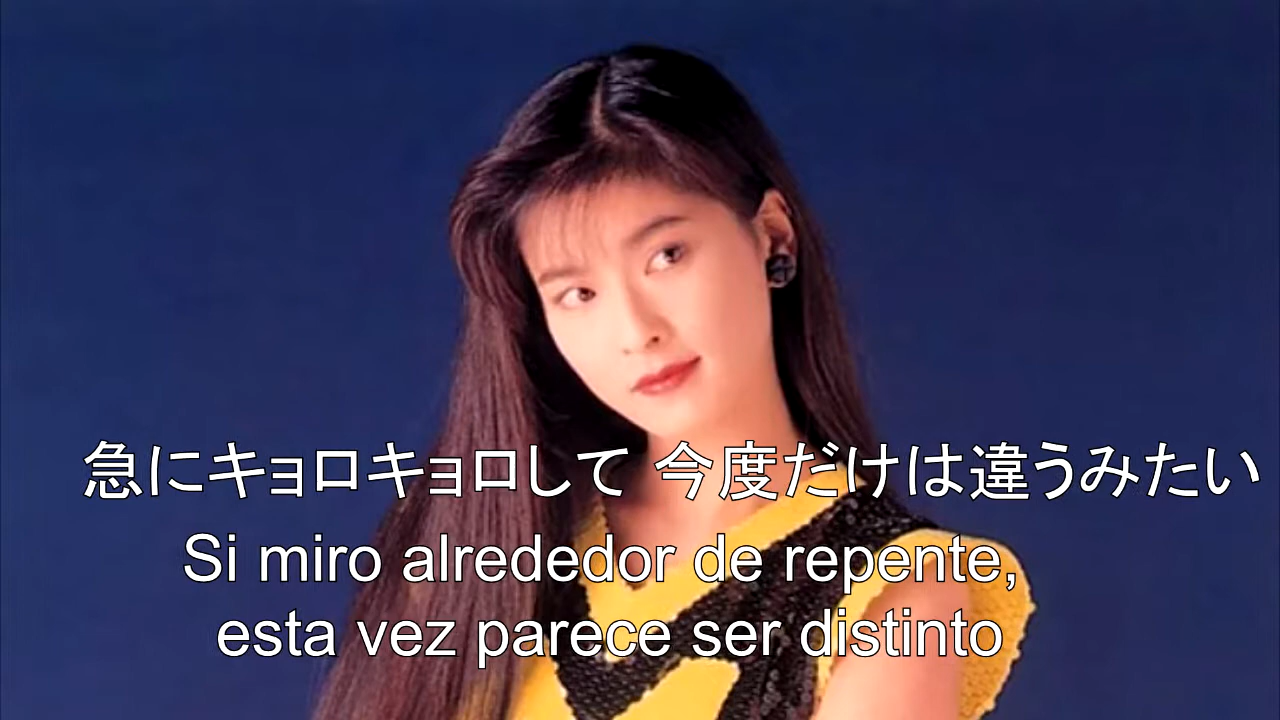 急にキョロキョロして 今度だけは違うみたい
Si miro alrededor de repente,
esta vez parece ser distinto